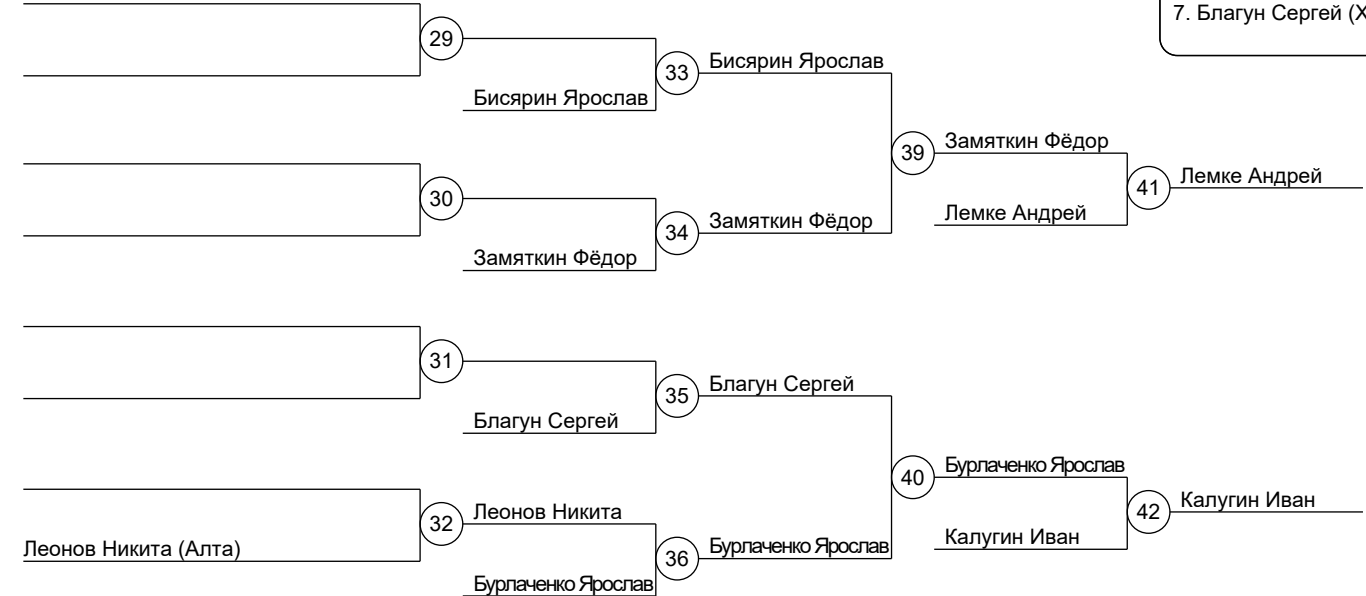 7. Благун Сергей (Х
29
33
Бисярин Ярослав
Бисярин Ярослав
39
Замяткин Фёдор
41
Лемке Андрей
30
34
Замяткин Фёдор
Лемке Андрей
Замяткин Фёдор
31
35
Благун Сергей
Благун Сергей
40
Бурлаченко Ярослав
42
Калугин Иван
32
Леонов Никита
Калугин Иван
Леонов Никита (Алта)
36
Бурлаченко Ярослав
Бурлаченко Ярослав